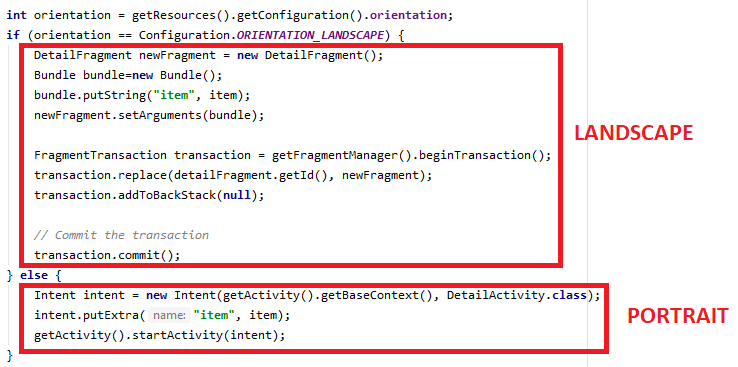 int orientation = getResources().getConfiguration().orientation;
if (orientation == Configuration.ORIENTATION_LANDSCAPE) {
DetailFragment newFragment = new DetailFragment();
Bundle bundle=new Bundle();
bundle.putString("item", item);
newFragment.setArguments(bundle);
LANDSCAPE
FragmentTransaction transaction = getFragmentManager().beginTransaction();
transaction.replace(detailFragment.getId(), newFragment);
transaction.addToBackStack(null);
// Commit the transaction
transaction.commit();
} else {
Intent intent = new Intent(getActivity().getBaseContext(), DetailActivity.class);
intent.putExtra( name: "item", item);
PORTRAIT
getActivity().startActivity(intent);
}